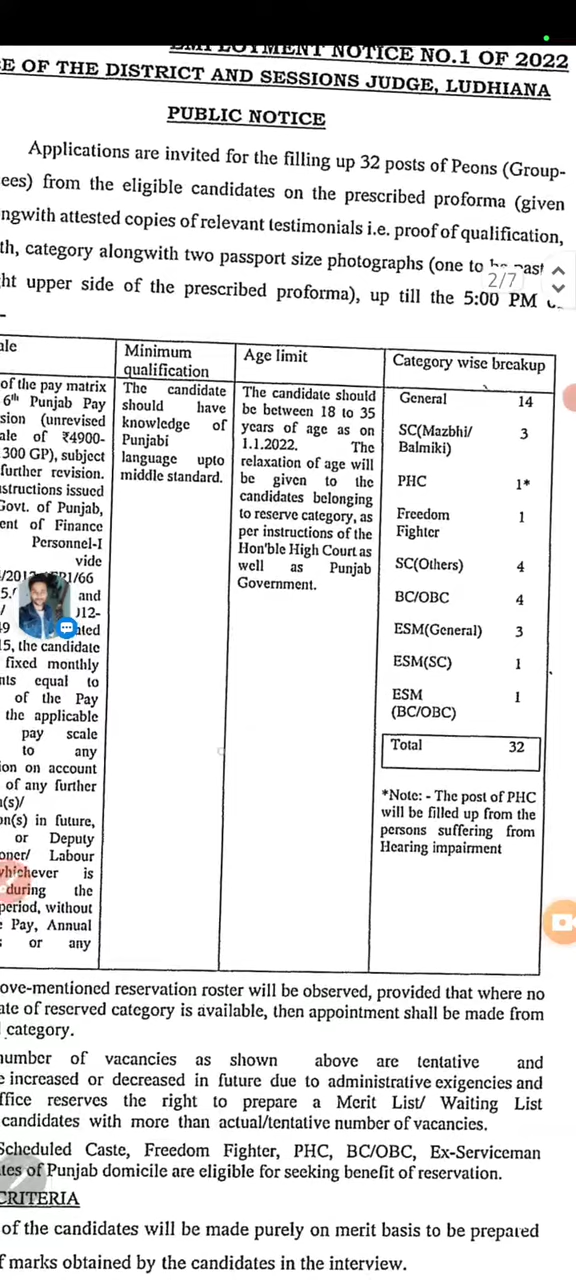 EMPLOYMENT NOTICE NO.1 OF 2022
E OF THE DISTRICT AND SESSIONS JUDGE, LUDHIANA
PUBLIC NOTICE
Applications are invited for the filling up 32 posts of Peons (Group-
ees) from the eligible candidates on the prescribed proforma (given
ngwith attested copies of relevant testimonials i.e. proof of qualification,
th, category alongwith two passport size photographs (one to be past
ht upper side of the prescribed proforma), up till the 5:00 PM
2/7
ale
of the pay matrix
6th Punjab Pay
sion (unrevised
ale of ₹4900-
300 GP), subject
further revision.
nstructions issued
Govt. of Punjab,
ent of Finance
Personnel-I
vide
and
012-
ated
15, the candidate
fixed monthly
nts equal to
of the Pay
the applicable
pay scale
to any
ion on account
of any further
n(s)/
on(s) in future,
or Deputy
oner/ Labour
whichever is
during the
period, without
Pay, Annual
or any
Minimum
qualification
The candidate
should have
knowledge of
Punjabi
language upto
middle standard.
Age limit
The candidate should
be between 18 to 35
years of age as on
1.1.2022. The
relaxation of age will
be given to the
candidates belonging
to reserve category, as
per instructions of the
Hon'ble High Court as
well as Punjab
Government.
Category wise breakup
General 14
SC(Mazbhi/ 3
Balmiki)
PHC 1*
Freedom 1
Fighter
SC(Others) 4
BC/OBC 4
ESM(General) 3
ESM(SC) 1
ESM 1
(BC/OBC)
Total 32
*Note: - The post of PHC
will be filled up from the
persons suffering from
Hearing impairment
ove-mentioned reservation roster will be observed, provided that where no
ate of reserved category is available, then appointment shall be made from
category.
number of vacancies as shown above are tentative and
e increased or decreased in future due to administrative exigencies and
ffice reserves the right to prepare a Merit List/ Waiting List
candidates with more than actual/tentative number of vacancies.
Scheduled Caste, Freedom Fighter, PHC, BC/OBC, Ex-Serviceman
tes of Punjab domicile are eligible for seeking benefit of reservation.
CRITERIA
of the candidates will be made purely on merit basis to be prepared
f marks obtained by the candidates in the interview.